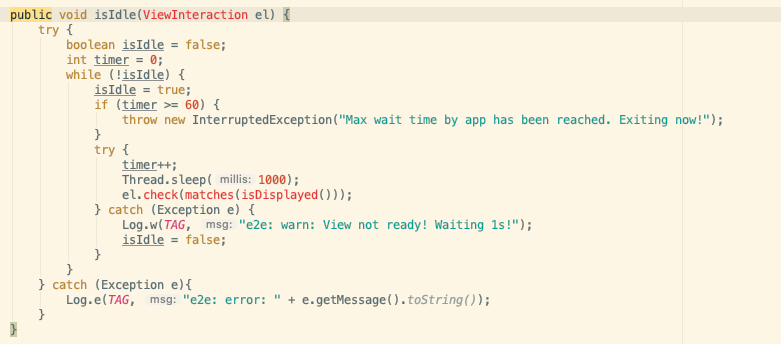 public void isIdle(ViewInteraction el) {
try {
boolean isIdle = false;
int timer = 0;
while (!isIdle) {
isIdle = true;
if (timer >= 60) {
throw new InterruptedException("Max wait time by app has been reached. Exiting now!");
}
try {
timer++;
Thread.sleep( millis: 1000);
el.check(matches(isDisplayed()));
} catch (Exception e) {
Log.w(TAG, msg: "e2e: warn: View not ready! Waiting 1s!");
isIdle = false;
}
}
} catch (Exception e){
Log.e(TAG, msg: "e2e: error: " + e.getMessage().toString());
}
}